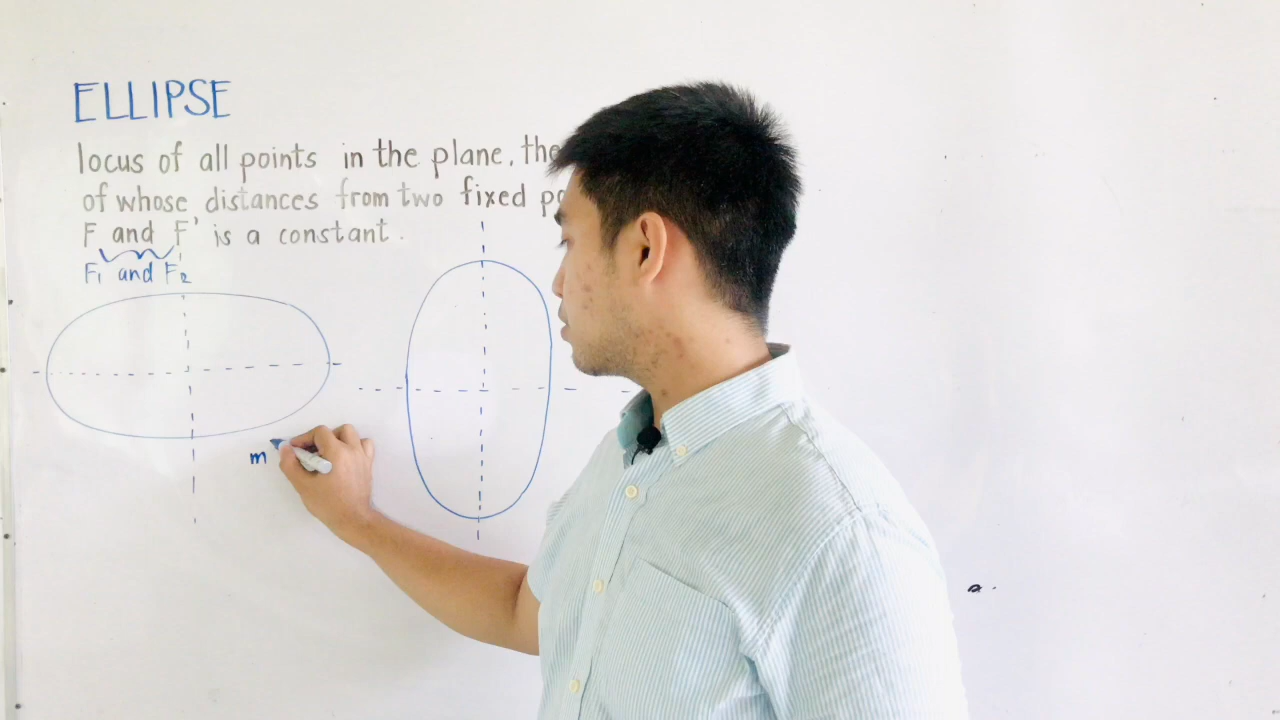 ELLIPSE
locus of all points in the plane, the
of whose distances from two fixed
F and F' is a constant.
F1 and F2
m
a.